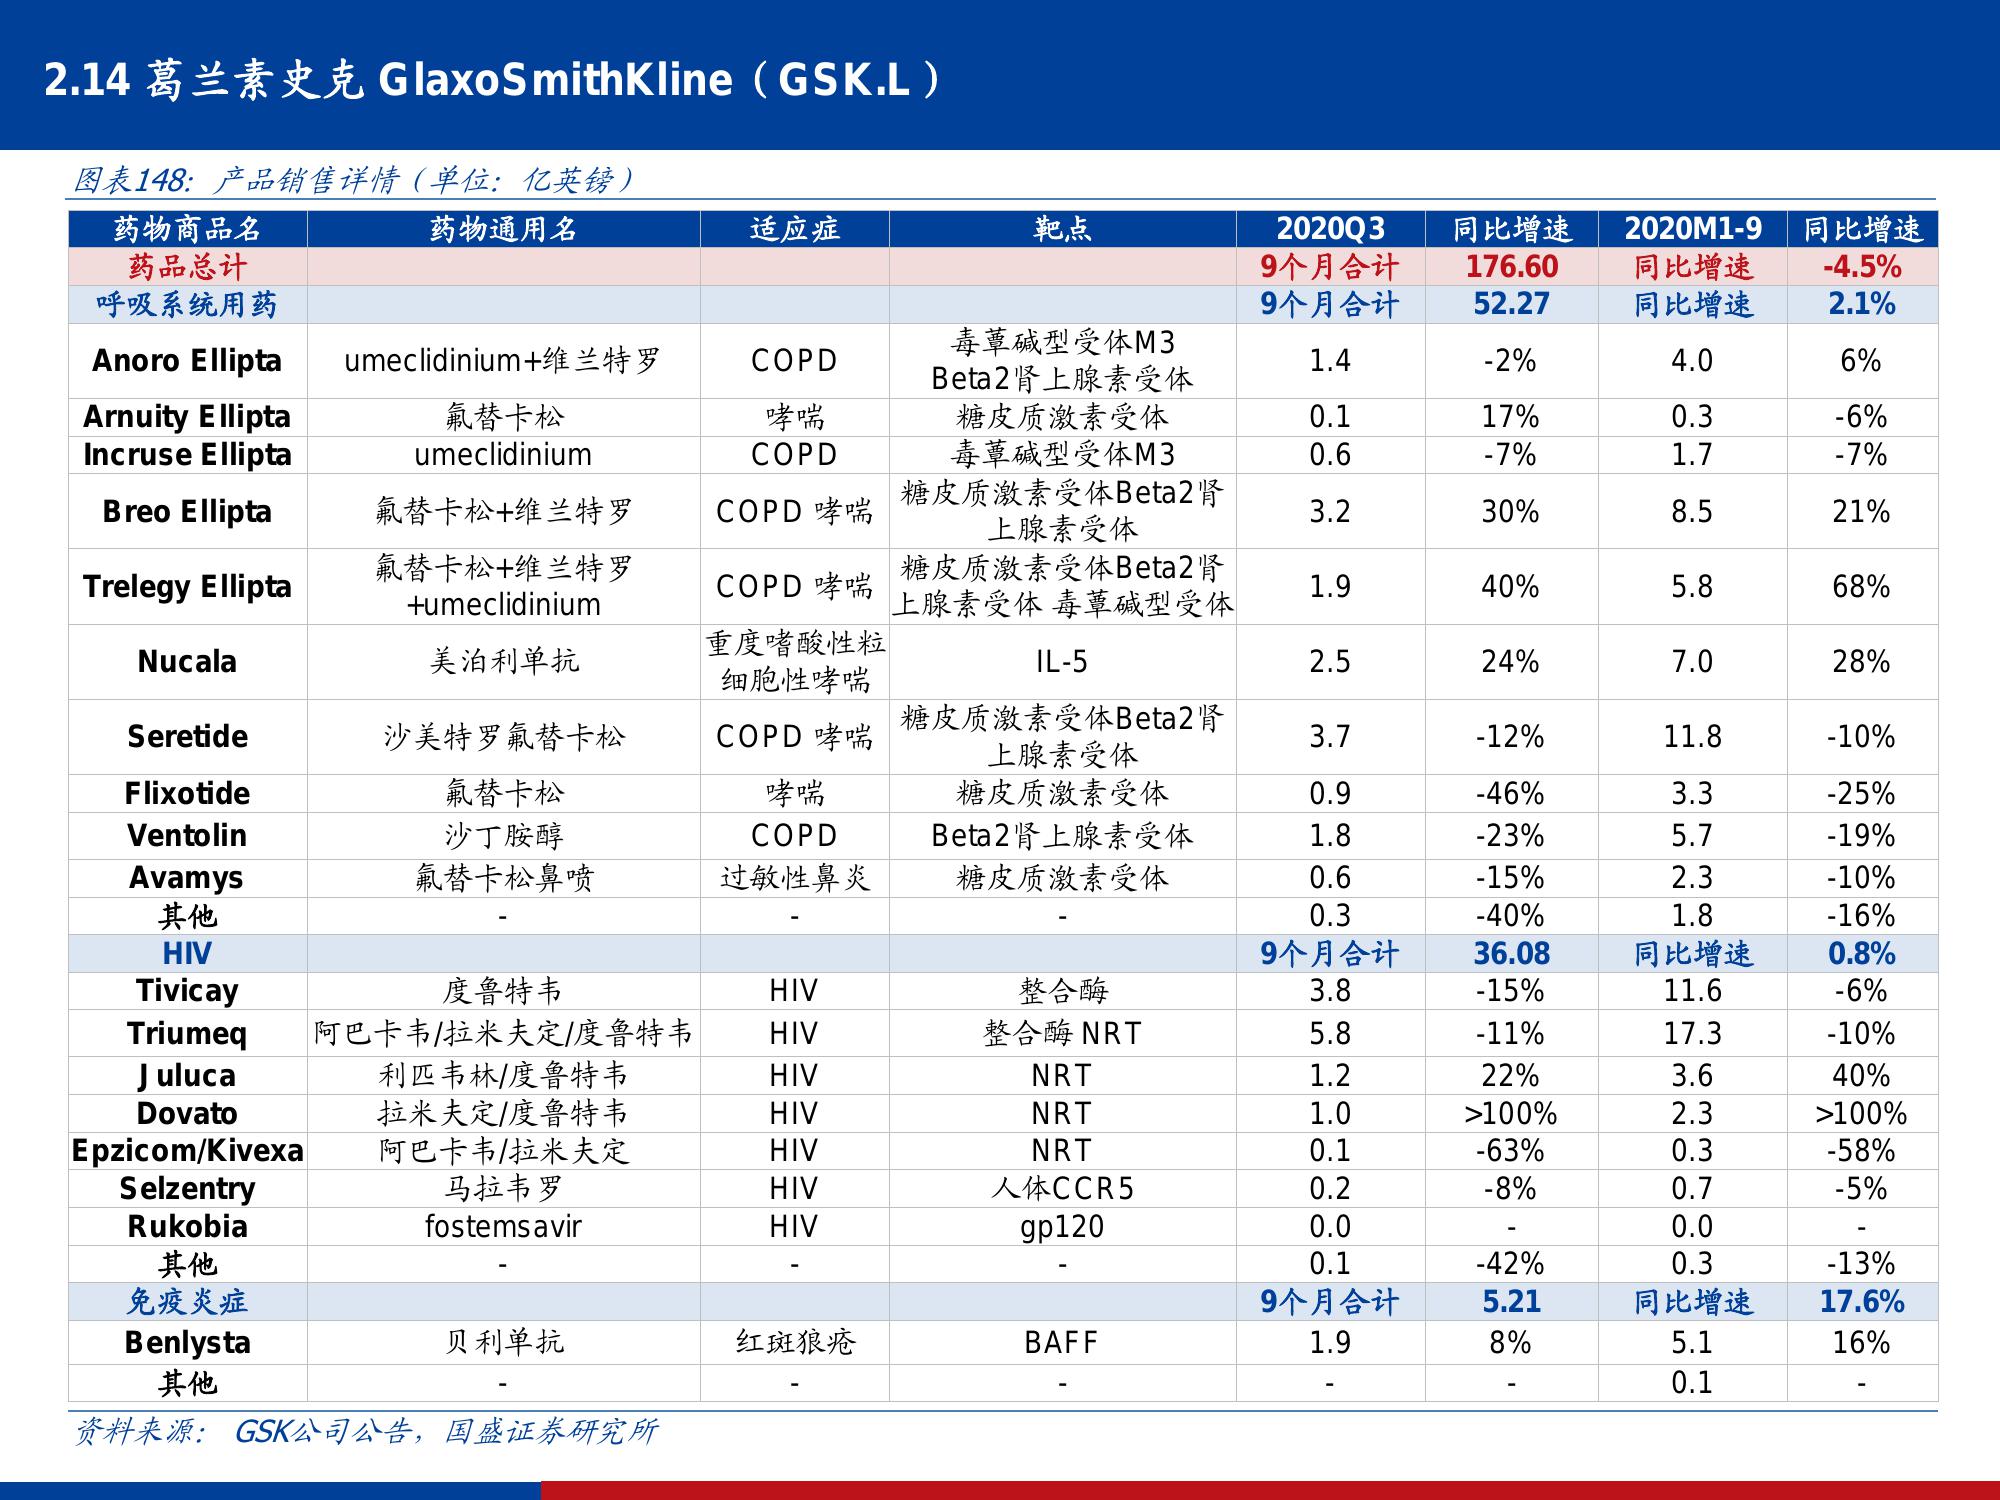 2.14 葛兰素史克 GlaxoSmithKline（GSK.L）
图表148：产品销售详情（单位：亿英镑）
药物商品名 药物通用名 适应症 靶点 2020Q3 同比增速 2020M1-9 同比增速
药品总计 9个月合计 176.60 同比增速 -4.5%
呼吸系统用药 9个月合计 52.27 同比增速 2.1%
Anoro Ellipta umeclidinium+维兰特罗 COPD 毒蕈碱型受体M3
Beta2肾上腺素受体 1.4 -2% 4.0 6%
Arnuity Ellipta 氟替卡松 哮喘 糖皮质激素受体 0.1 17% 0.3 -6%
Incruse Ellipta umeclidinium COPD 毒蕈碱型受体M3 0.6 -7% 1.7 -7%
Breo Ellipta 氟替卡松+维兰特罗 COPD 哮喘 糖皮质激素受体Beta2肾
上腺素受体 3.2 30% 8.5 21%
Trelegy Ellipta 氟替卡松+维兰特罗
+umeclidinium COPD 哮喘 糖皮质激素受体Beta2肾
上腺素受体 毒蕈碱型受体 1.9 40% 5.8 68%
Nucala 美泊利单抗 重度嗜酸性粒
细胞性哮喘 IL-5 2.5 24% 7.0 28%
Seretide 沙美特罗氟替卡松 COPD 哮喘 糖皮质激素受体Beta2肾
上腺素受体 3.7 -12% 11.8 -10%
Flixotide 氟替卡松 哮喘 糖皮质激素受体 0.9 -46% 3.3 -25%
Ventolin 沙丁胺醇 COPD Beta2肾上腺素受体 1.8 -23% 5.7 -19%
Avamys 氟替卡松鼻喷 过敏性鼻炎 糖皮质激素受体 0.6 -15% 2.3 -10%
其他 - - - 0.3 -40% 1.8 -16%
HIV 9个月合计 36.08 同比增速 0.8%
Tivicay 度鲁特韦 HIV 整合酶 3.8 -15% 11.6 -6%
Triumeq 阿巴卡韦/拉米夫定/度鲁特韦 HIV 整合酶 NRT 5.8 -11% 17.3 -10%
Juluca 利匹韦林/度鲁特韦 HIV NRT 1.2 22% 3.6 40%
Dovato 拉米夫定/度鲁特韦 HIV NRT 1.0 >100% 2.3 >100%
Epzicom/Kivexa 阿巴卡韦/拉米夫定 HIV NRT 0.1 -63% 0.3 -58%
Selzentry 马拉韦罗 HIV 人体CCR5 0.2 -8% 0.7 -5%
Rukobia fostemsavir HIV gp120 0.0 - 0.0 -
其他 - - - 0.1 -42% 0.3 -13%
免疫炎症 9个月合计 5.21 同比增速 17.6%
Benlysta 贝利单抗 红斑狼疮 BAFF 1.9 8% 5.1 16%
其他 - - - - - 0.1 -
资料来源： GSK公司公告，国盛证券研究所